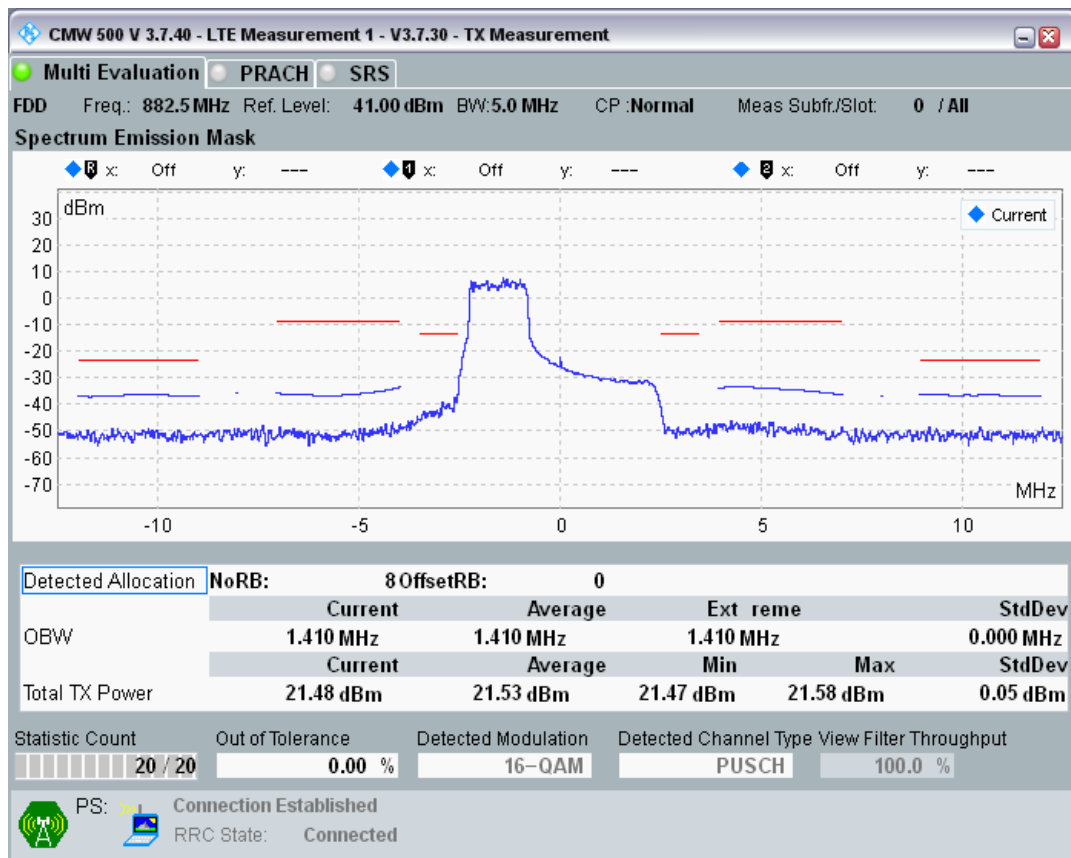 CMW 500 V 3.7.40 - LTE Measurement 1 - V3.7.30 - TX Measurement
Multi Evaluation PRACH SRS
FDD Freq.: 882.5 MHz Ref. Level: 41.00 dBm BW:5.0 MHz CP :Normal Meas Subfr./Slot: 0 / All
Spectrum Emission Mask
R x: Off y: --- 1 x: Off y: --- 2 x: Off y: ---
dBm
Current
30
20
10
0
-10
-20
-30
-40
-50
-60
-70
MHz
-10 -5 0 5 10
Detected Allocation NoRB: 8 OffsetRB: 0
Current Average Ext reme StdDev
OBW 1.410 MHz 1.410 MHz 1.410 MHz 0.000 MHz
Current Average Min Max StdDev
Total TX Power 21.48 dBm 21.53 dBm 21.47 dBm 21.58 dBm 0.05 dBm
Statistic Count Out of Tolerance Detected Modulation Detected Channel Type View Filter Throughput
20 / 20 0.00 % 16-QAM PUSCH 100.0 %
PS: Connection Established
RRC State: Connected